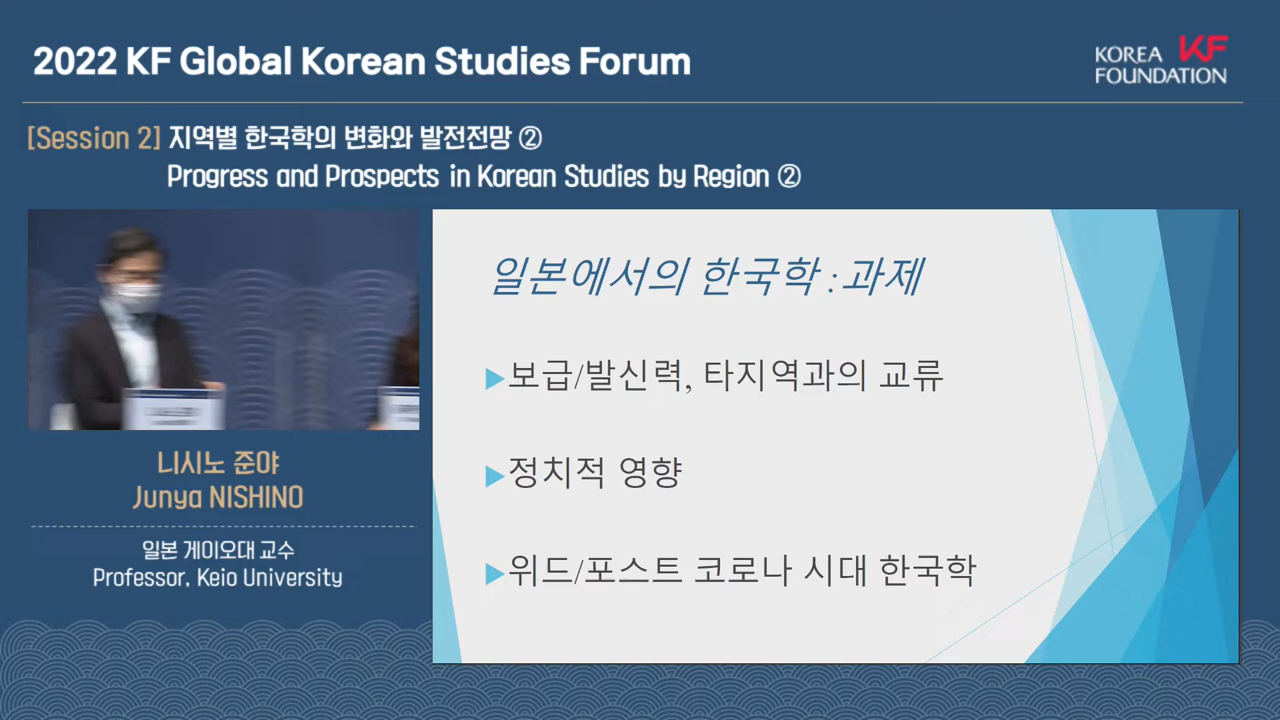 2022 KF Global Korean Studies Forum
KOREA KF
FOUNDATION
[Session 2] 지역별 한국학의 변화와 발전전망 ②
Progress and Prospects in Korean Studies by Region ②
니시노 준야
Junya NISHINO
일본 게이오대 교수
Professor, Keio University
일본에서의 한국학 : 과제
▶보급/발신력, 타지역과의 교류
▶정치적 영향
▶위드/포스트 코로나 시대 한국학